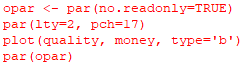 opar <- par(no.readonly=TRUE)
par(lty=2, pch=17)
plot(quality, money, type='b')
par(opar)